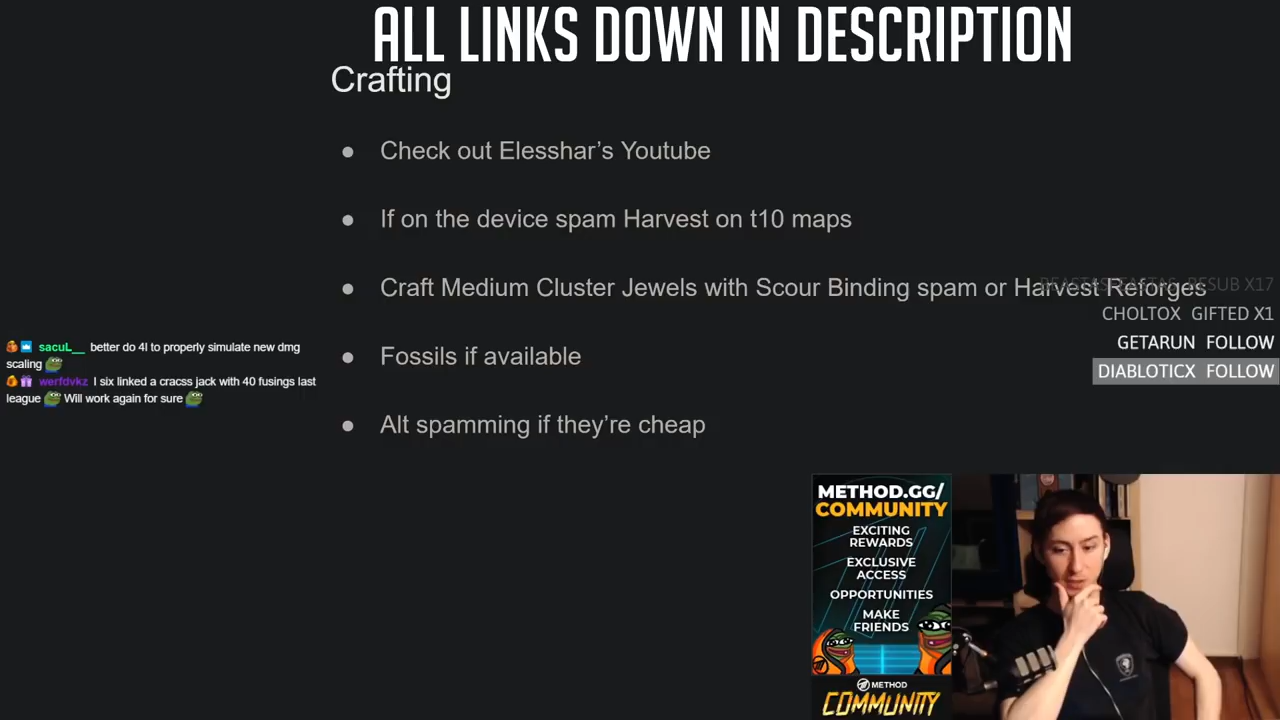 ALL LINKS DOWN IN DESCRIPTION
Crafting
● Check out Elesshar's Youtube
● If on the device spam Harvest on t10 maps
● Craft Medium Cluster Jewels with Scour Binding spam or Harvest Reforges
● Fossils if available
● Alt spamming if they're cheap
RESUB X17
CHOLTOX GIFTED X1
GETARUN FOLLOW
DIABLOTICX FOLLOW
sacuL__ better do 4l to properly simulate new dmg
scaling
werfdvkz I six linked a cracss jack with 40 fusings last
league Will work again for sure
METHOD.GG/
COMMUNITY
EXCITING
REWARDS
EXCLUSIVE
ACCESS
OPPORTUNITIES
MAKE
FRIENDS
METHOD
COMMUNITY